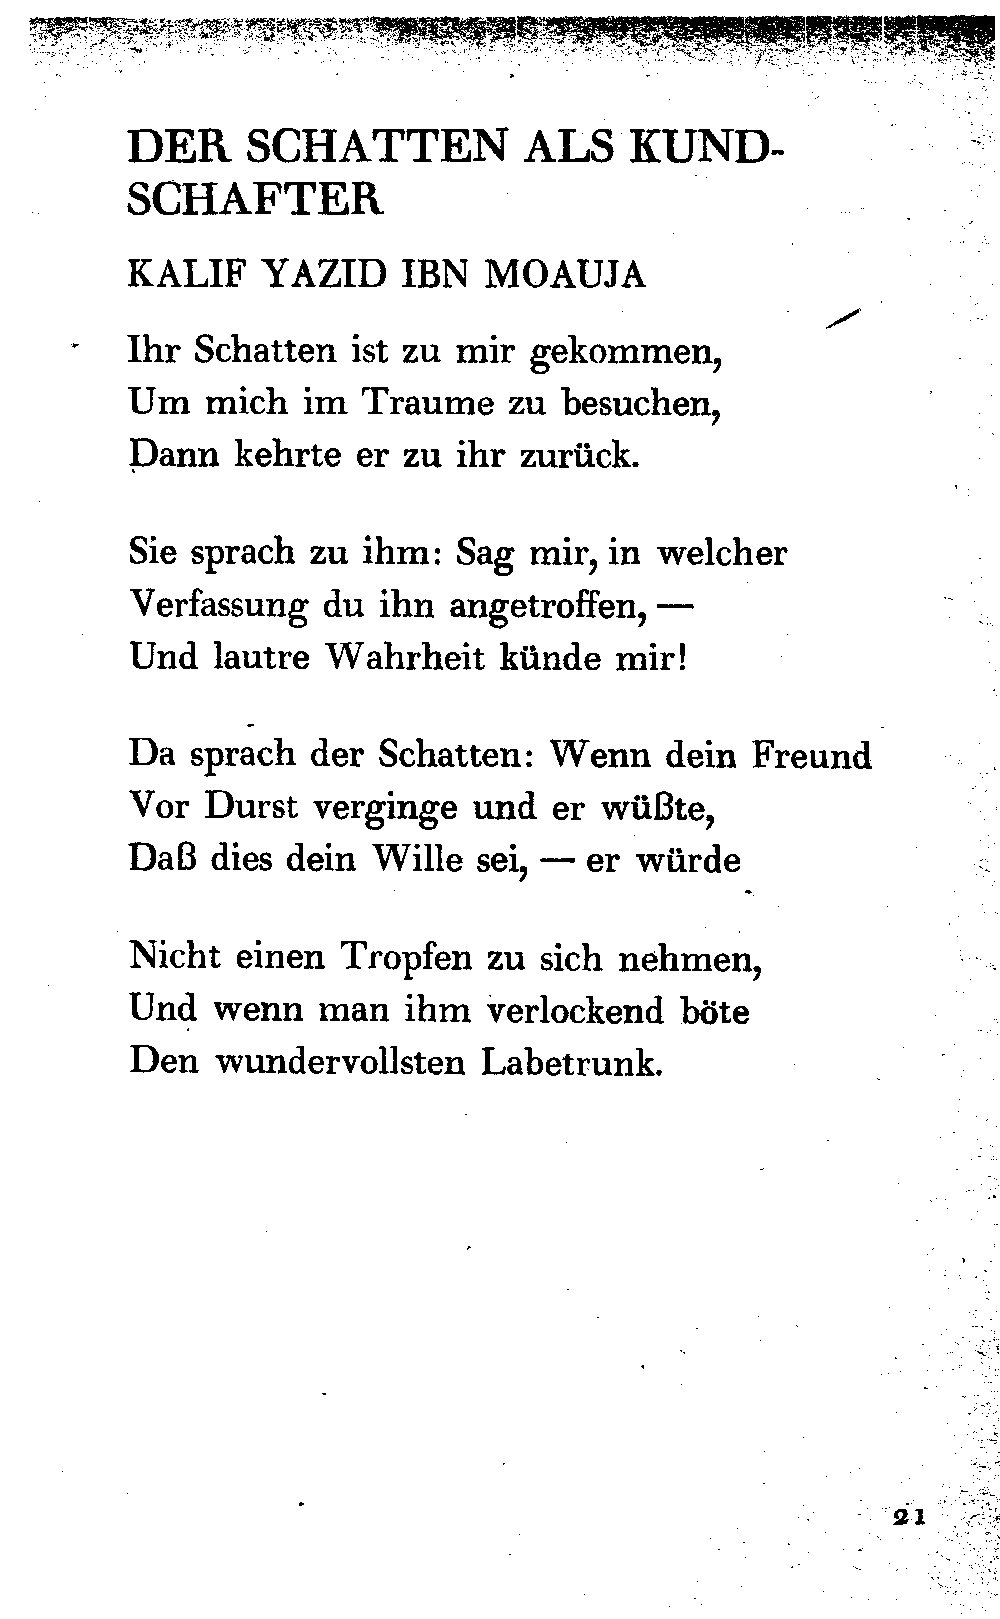 DER SCHATTEN ALS KUND-
SCHAFTER
KALIF YAZID IBN MOAUJA
Ihr Schatten ist zu mir gekommen,
Um mich im Traume zu besuchen,
Dann kehrte er zu ihr zurück.
Sie sprach zu ihm: Sag mir, in welcher
Verfassung du ihn angetroffen, —
Und lautre Wahrheit künde mir!
Da sprach der Schatten: Wenn dein Freund
Vor Durst verginge und er wüßte,
Daß dies dein Wille sei, — er würde
Nicht einen Tropfen zu sich nehmen,
Und wenn man ihm verlockend böte
Den wundervollsten Labetrunk.
21